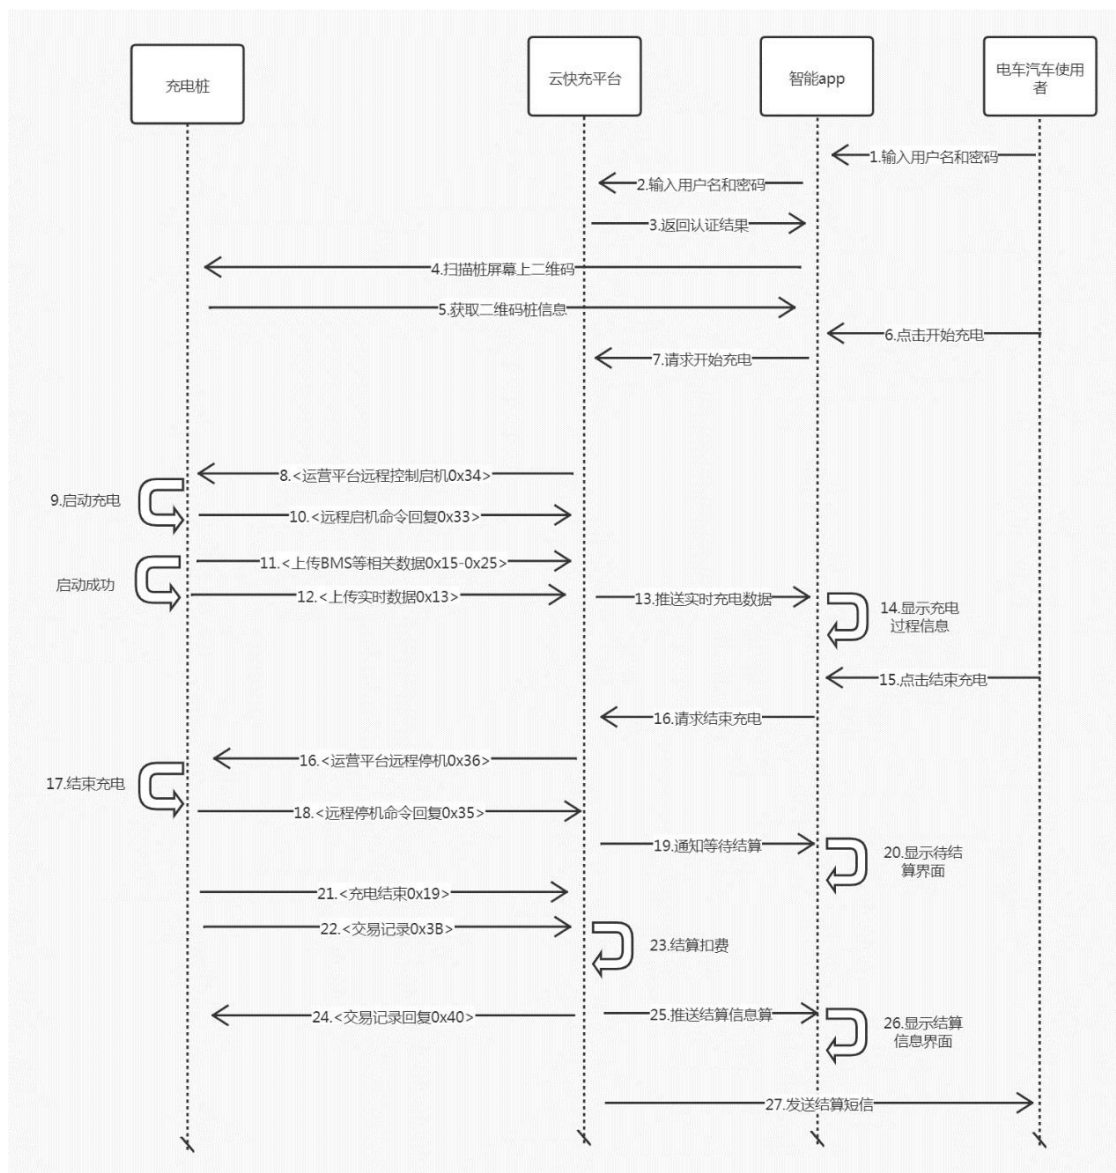 充电桩
云快充平台
智能app
电车汽车使用
者
1.输入用户名和密码
2.输入用户名和密码
3.返回认证结果
4.扫描桩屏幕上二维码
5.获取二维码桩信息
6.点击开始充电
7.请求开始充电
8.<运营平台远程控制启机0x34>
9.启动充电
10.<远程启机命令回复0x33>
11.<上传BMS等相关数据0x15-0x25>
启动成功
12.<上传实时数据0x13>
13.推送实时充电数据
14.显示充电
过程信息
15.点击结束充电
16.请求结束充电
16.<运营平台远程停机0x36>
17.结束充电
18.<远程停机命令回复0x35>
19.通知等待结算
20.显示待结
算界面
21.<充电结束0x19>
22.<交易记录0x3B>
23.结算扣费
24.<交易记录回复0x40>
25.推送结算信息算
26.显示结算
信息界面
27.发送结算短信